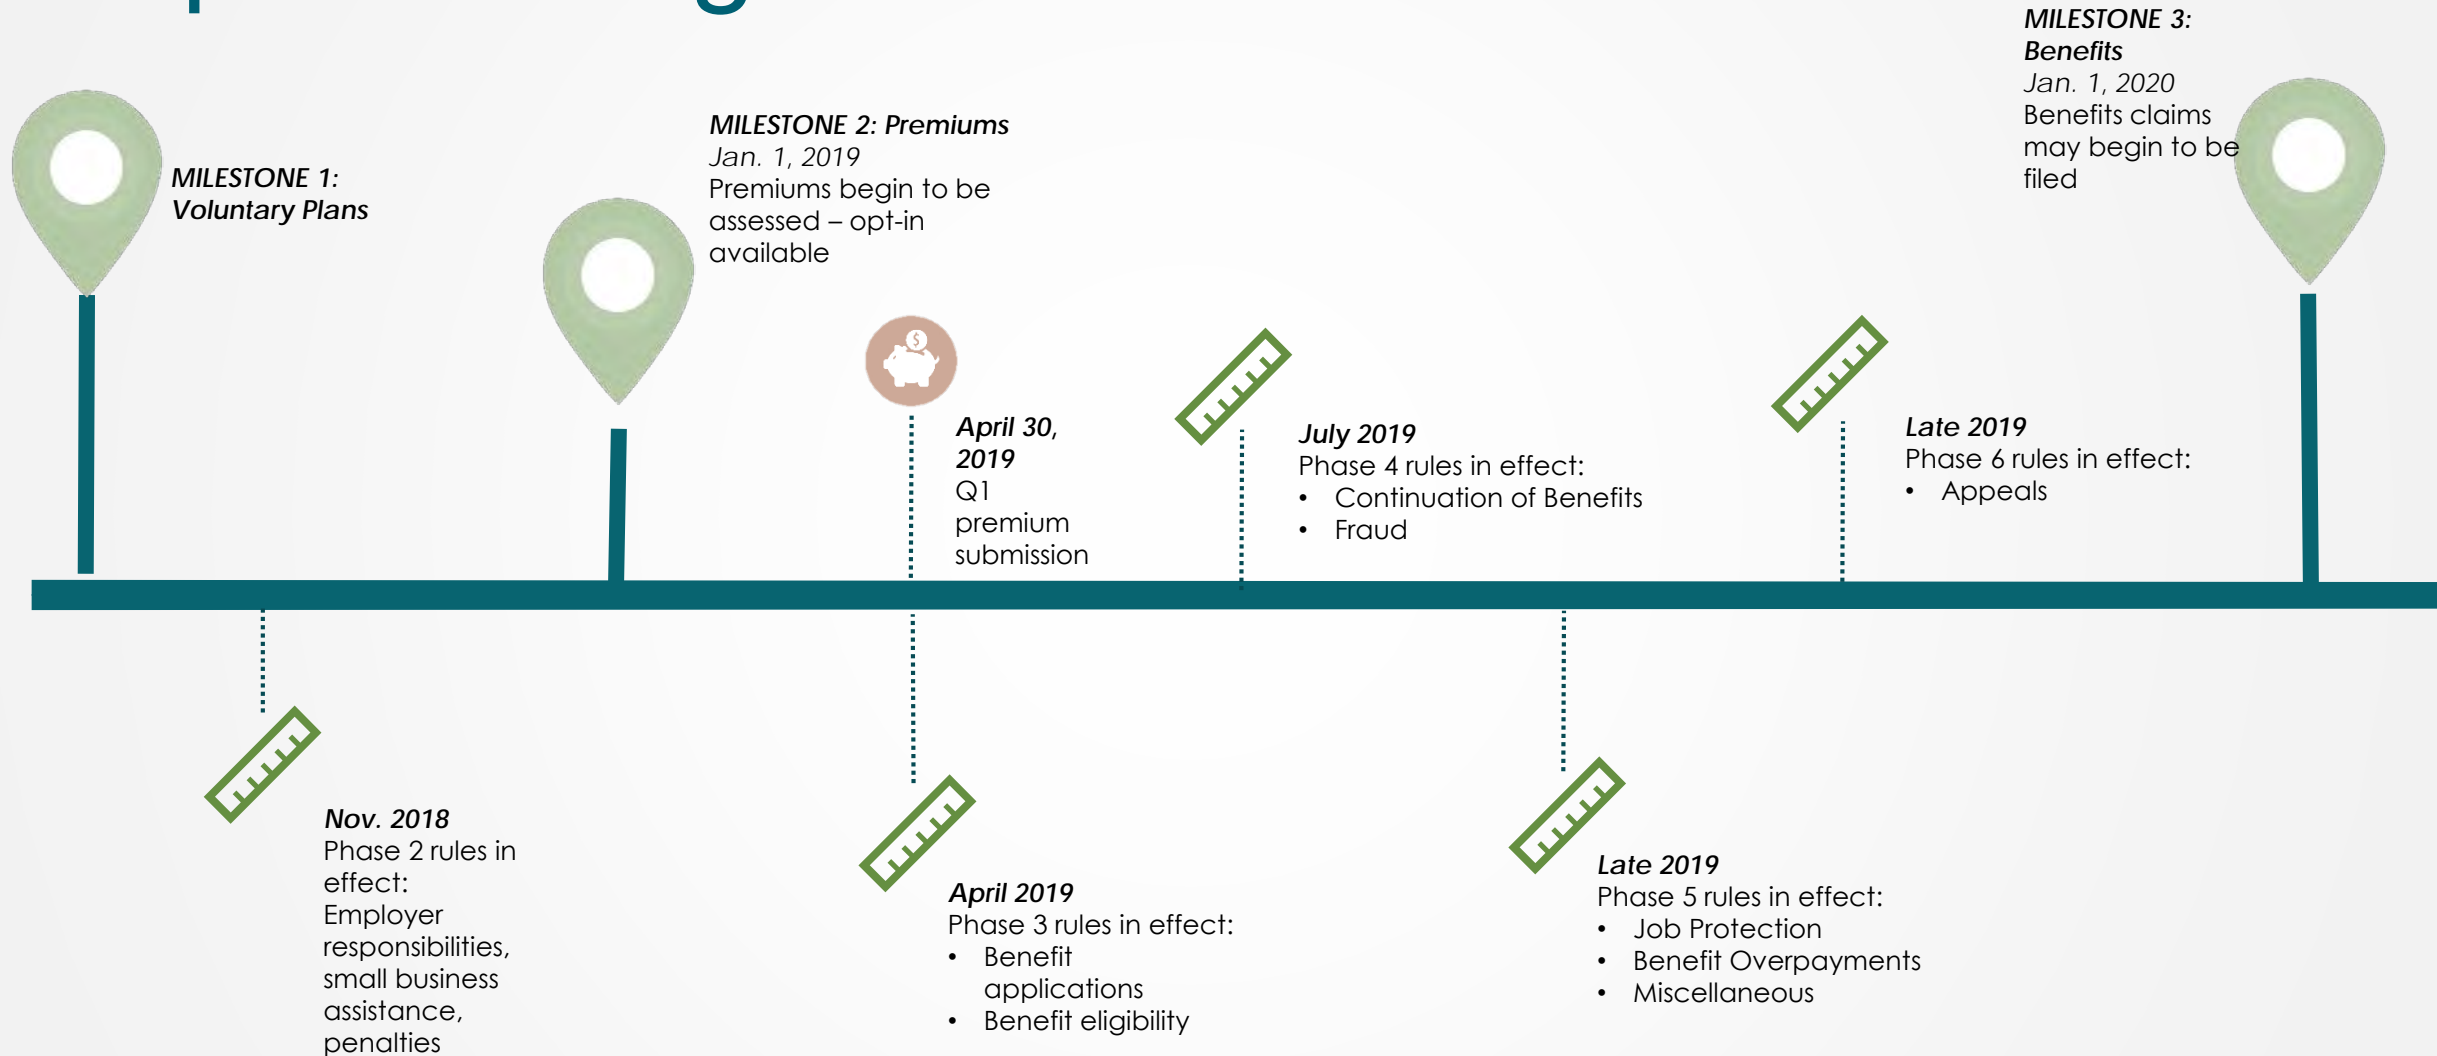 MILESTONE 1:
Voluntary Plans
MILESTONE 2: Premiums
Jan. 1, 2019
Premiums begin to be
assessed – opt-in
available
MILESTONE 3:
Benefits
Jan. 1, 2020
Benefits claims
may begin to be
filed
$
April 30,
2019
Q1
premium
submission
July 2019
Phase 4 rules in effect:
• Continuation of Benefits
• Fraud
Late 2019
Phase 6 rules in effect:
• Appeals
Nov. 2018
Phase 2 rules in
effect:
Employer
responsibilities,
small business
assistance,
penalties
April 2019
Phase 3 rules in effect:
• Benefit
applications
• Benefit eligibility
Late 2019
Phase 5 rules in effect:
• Job Protection
• Benefit Overpayments
• Miscellaneous